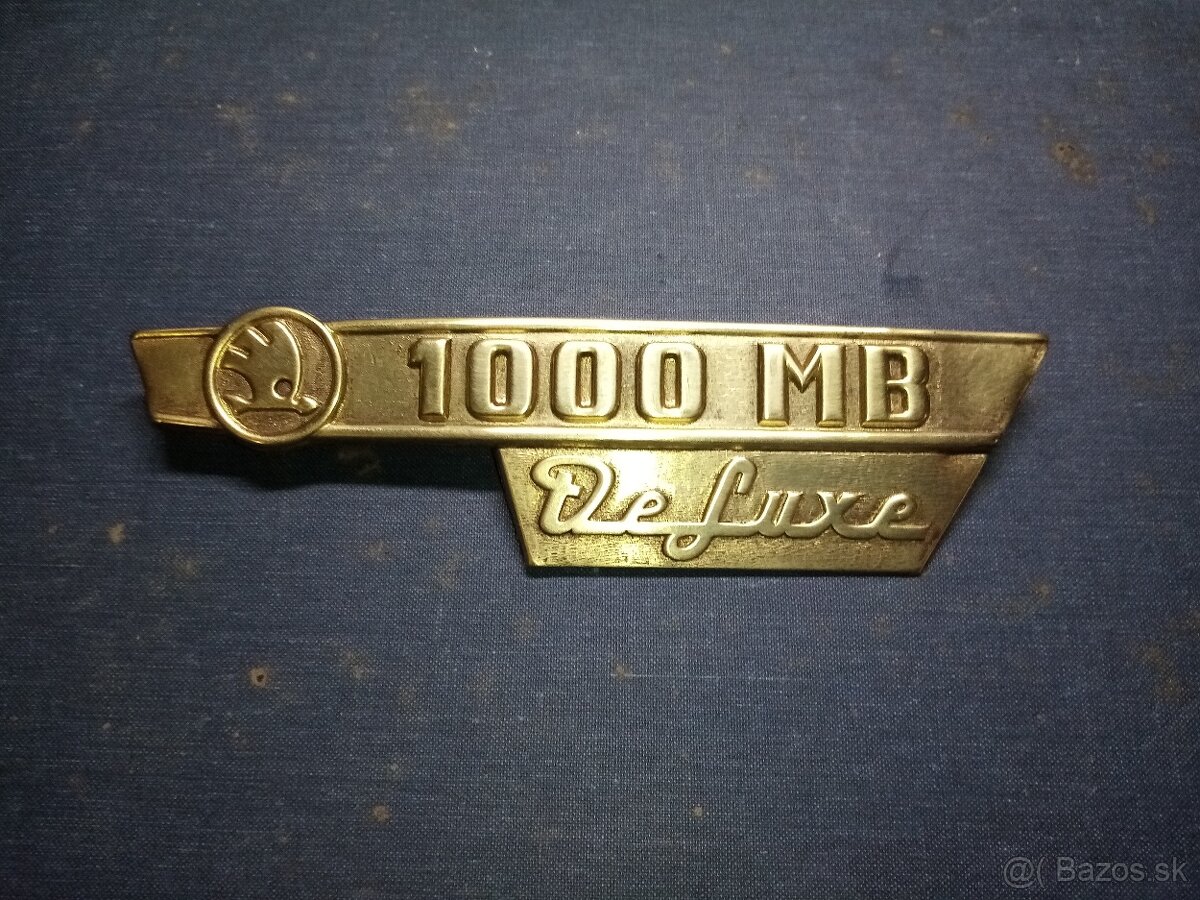 1000 MB
De Luxe
@( Bazos.sk